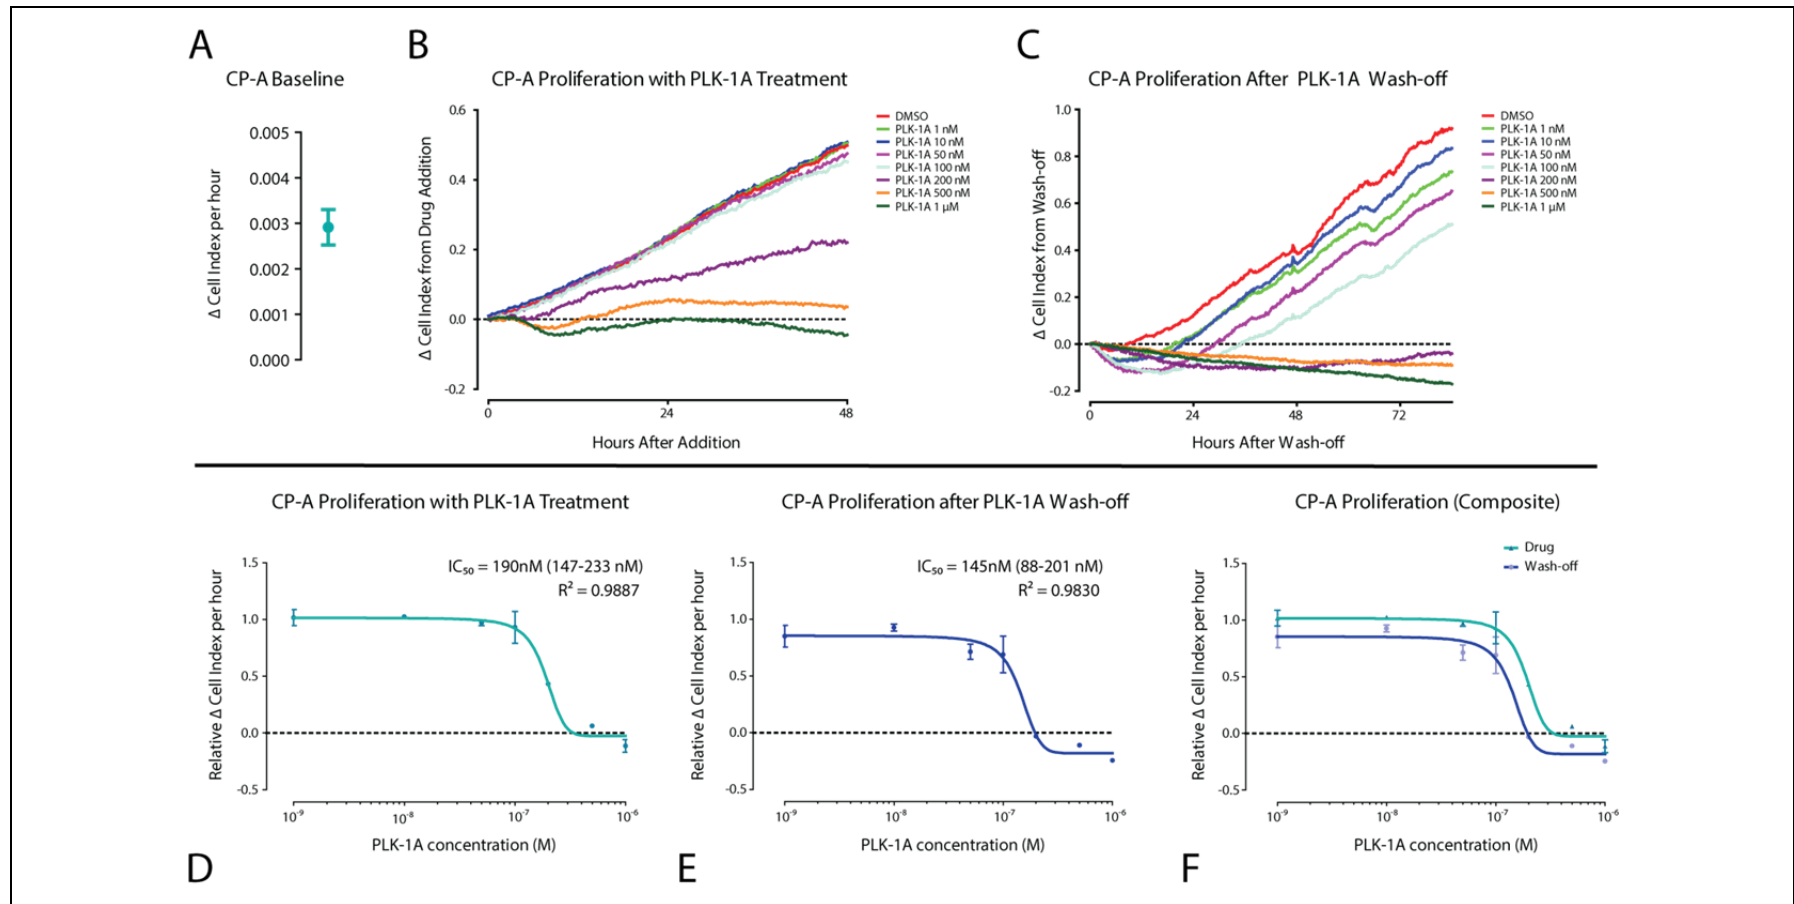 A
CP-A Baseline
Δ Cell Index per hour
0.005
0.004
0.003
0.002
0.001
0.000
B
CP-A Proliferation with PLK-1A Treatment
Δ Cell Index from Drug Addition
0.6
0.4
0.2
0.0
-0.2
0
24
48
Hours After Addition
DMSO
PLK-1A 1 nM
PLK-1A 10 nM
PLK-1A 50 nM
PLK-1A 100 nM
PLK-1A 200 nM
PLK-1A 500 nM
PLK-1A 1 µM
C
CP-A Proliferation After PLK-1A Wash-off
Δ Cell Index from Wash-off
1.0
0.8
0.6
0.4
0.2
0.0
-0.2
0
24
48
72
Hours After Wash-off
DMSO
PLK-1A 1 nM
PLK-1A 10 nM
PLK-1A 50 nM
PLK-1A 100 nM
PLK-1A 200 nM
PLK-1A 500 nM
PLK-1A 1 µM
CP-A Proliferation with PLK-1A Treatment
Relative Δ Cell Index per hour
1.5
1.0
0.5
0.0
-0.5
IC₅₀ = 190nM (147-233 nM)
R² = 0.9887
10⁻⁹
10⁻⁸
10⁻⁷
10⁻⁶
PLK-1A concentration (M)
D
CP-A Proliferation after PLK-1A Wash-off
Relative Δ Cell Index per hour
1.5
1.0
0.5
0.0
-0.5
IC₅₀ = 145nM (88-201 nM)
R² = 0.9830
10⁻⁹
10⁻⁸
10⁻⁷
10⁻⁶
PLK-1A concentration (M)
E
CP-A Proliferation (Composite)
Relative Δ Cell Index per hour
1.5
1.0
0.5
0.0
-0.5
Drug
Wash-off
10⁻⁹
10⁻⁸
10⁻⁷
10⁻⁶
PLK-1A concentration (M)
F